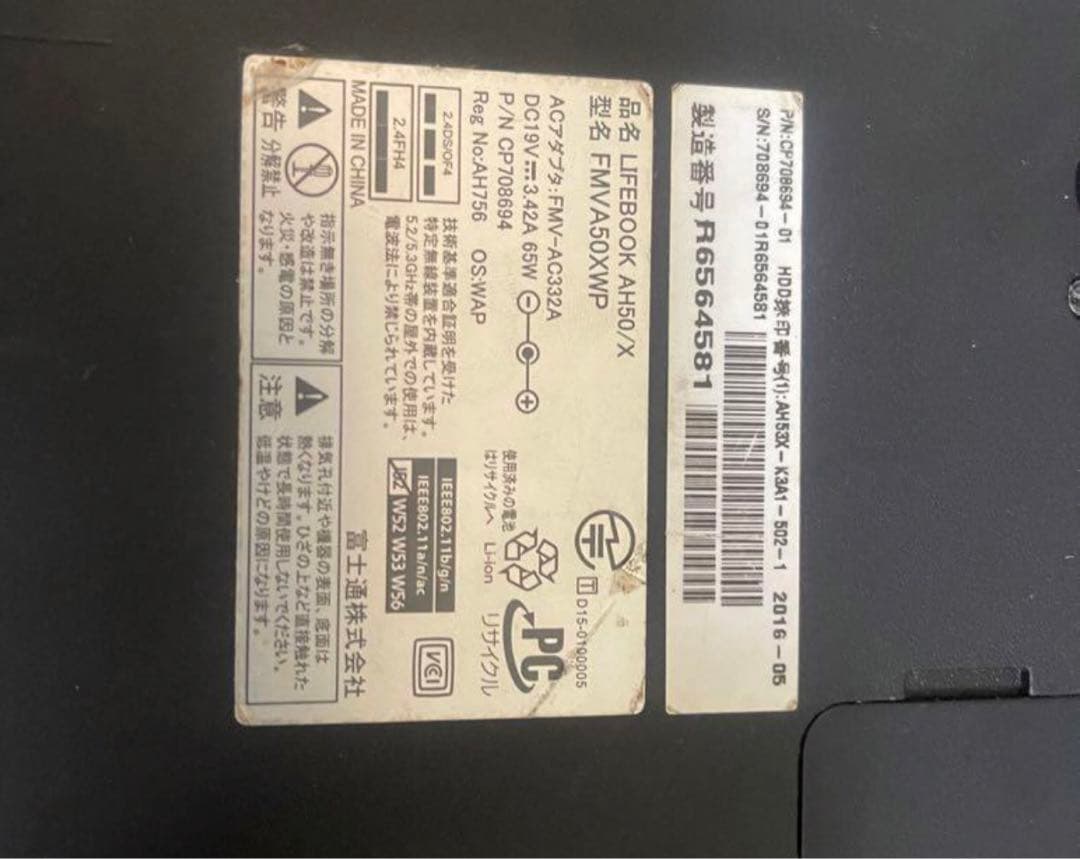 P/N:CP708694-01 HDD捺印番号(1):AH53X-K3A1-502-1 2016-05
S/N:708694-01R6564581
製造番号 R6564581
品名 LIFEBOOK AH50/X
型名 FMVA50XWP
ACアダプタ:FMV-AC332A
DC19V 3.42A 65W
P/N CP708694
Reg No:AH756 OS:WAP
T D15-0100005
PC
リサイクル
使用済みの電池
はリサイクルへ
Li-ion
2.4DS/OF4
2.4FH4
MADE IN CHINA
技術基準適合証明を受けた
特定無線装置を内蔵しています。
5.2/5.3GHz帯の屋外での使用は、
電波法により禁じられています。
IEEE802.11b/g/n
IEEE802.11a/n/ac
J52 W52 W53 W56
VCI
富士通株式会社
警告
分解禁止
指示無き場所の分解
や改造は禁止です。
火災・感電の原因と
なります。
注意
排気孔付近や機器の表面、底面は
熱くなります。ひざの上など直接触れた
状態で長時間使用しないでください。
低温やけどの原因になります。